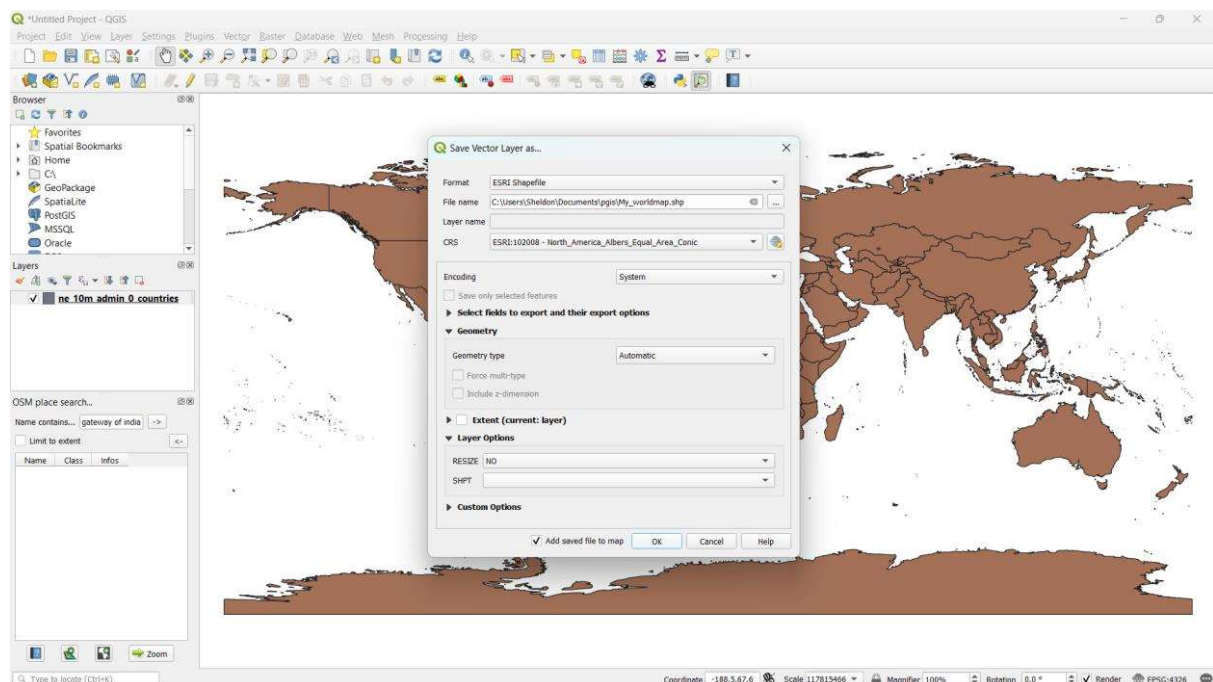 *Untitled Project - QGIS
Project Edit View Layer Settings Plugins Vector Raster Database Web Mesh Processing Help
Browser
Favorites
Spatial Bookmarks
Home
C:\
GeoPackage
SpatiaLite
PostGIS
MSSQL
Oracle
Layers
ne_10m_admin_0_countries
OSM place search...
Name contains... gateway of india ->
Limit to extent <-
Name Class Infos
Zoom
Type to locate (Ctrl+K)
Save Vector Layer as...
Format ESRI Shapefile
File name C:\Users\Sheldon\Documents\pgis\My_worldmap.shp ...
Layer name
CRS ESRI:102008 - North_America_Albers_Equal_Area_Conic
Encoding System
Save only selected features
Select fields to export and their export options
Geometry
Geometry type Automatic
Force multi-type
Include z-dimension
Extent (current: layer)
Layer Options
RESIZE NO
SHPT
Custom Options
Add saved file to map OK Cancel Help
Coordinate -188.5,67.6 Scale 117815466 Magnifier 100% Rotation 0.0 ° Render EPSG:4326